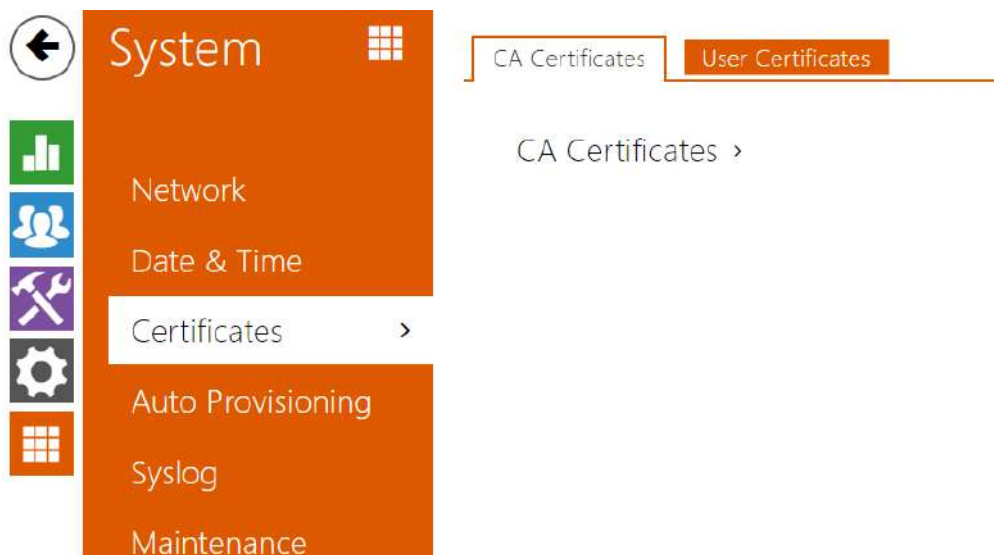 System
Network
Date & Time
Certificates >
Auto Provisioning
Syslog
Maintenance
CA Certificates
User Certificates
CA Certificates >